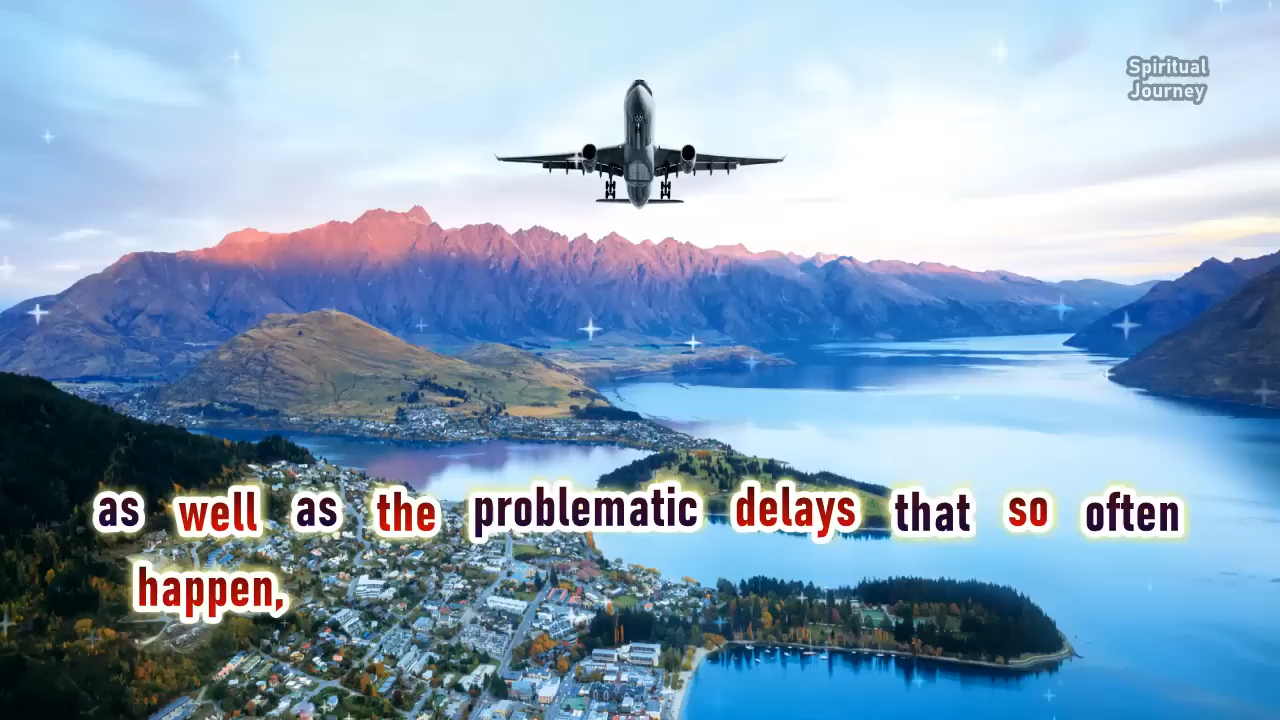 Spiritual
Journey
as well as the problematic delays that so often
happen,